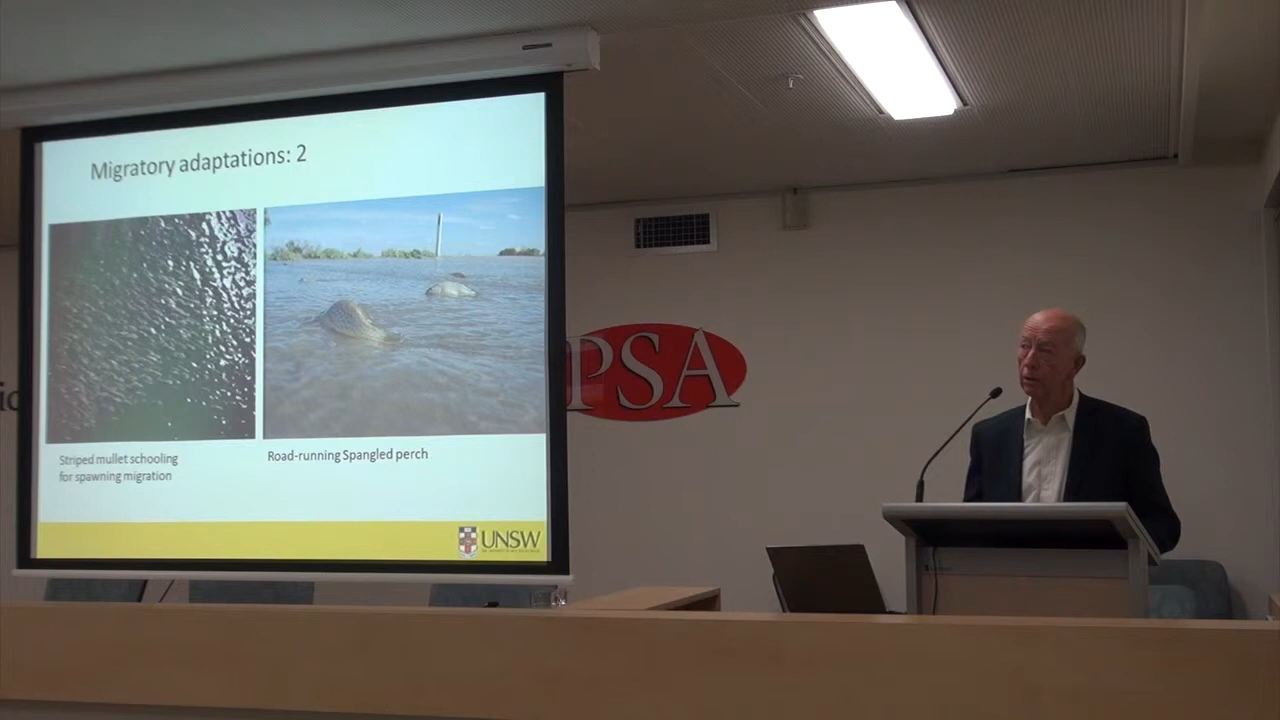 Migratory adaptations: 2
Striped mullet schooling
for spawning migration
Road-running Spangled perch
UNSW
PSA